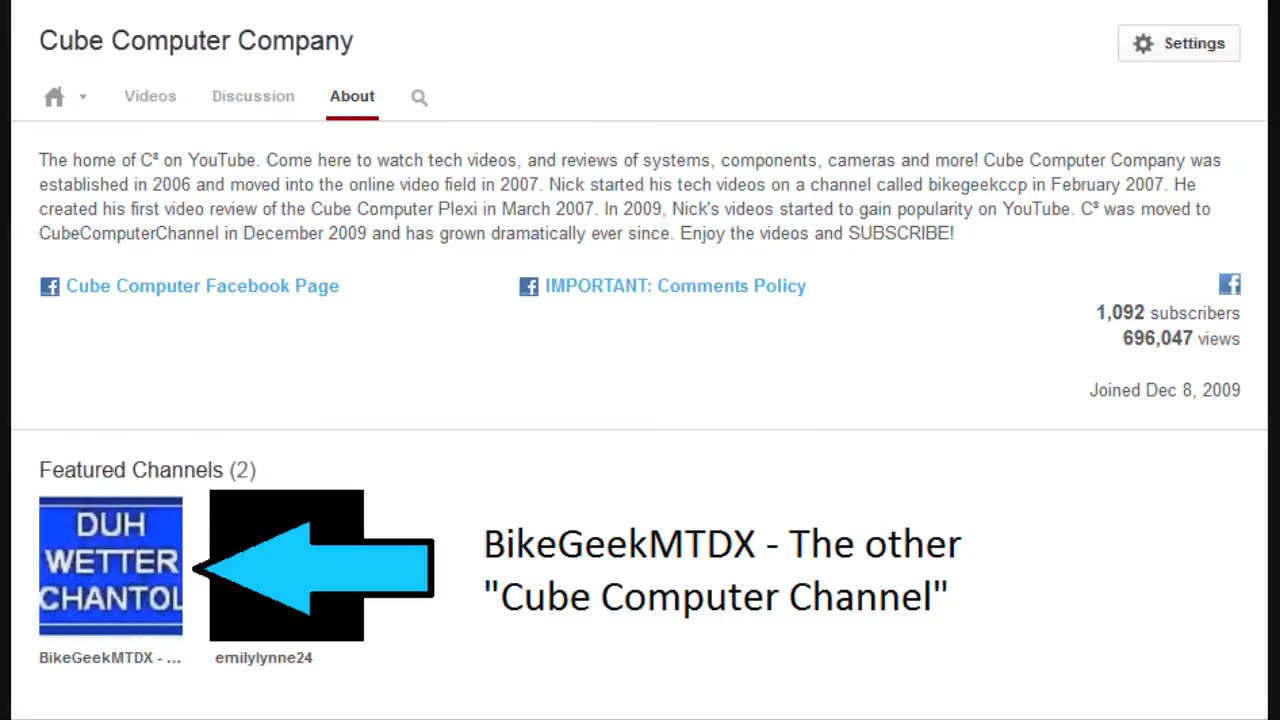 Cube Computer Company
Settings
Videos Discussion About
The home of C³ on YouTube. Come here to watch tech videos, and reviews of systems, components, cameras and more! Cube Computer Company was
established in 2006 and moved into the online video field in 2007. Nick started his tech videos on a channel called bikegeekccp in February 2007. He
created his first video review of the Cube Computer Plexi in March 2007. In 2009, Nick's videos started to gain popularity on YouTube. C³ was moved to
CubeComputerChannel in December 2009 and has grown dramatically ever since. Enjoy the videos and SUBSCRIBE!
Cube Computer Facebook Page
IMPORTANT: Comments Policy
1,092 subscribers
696,047 views
Joined Dec 8, 2009
Featured Channels (2)
DUH
WETTER
CHANTOL
BikeGeekMTDX - ...
emilylynne24
BikeGeekMTDX - The other
"Cube Computer Channel"